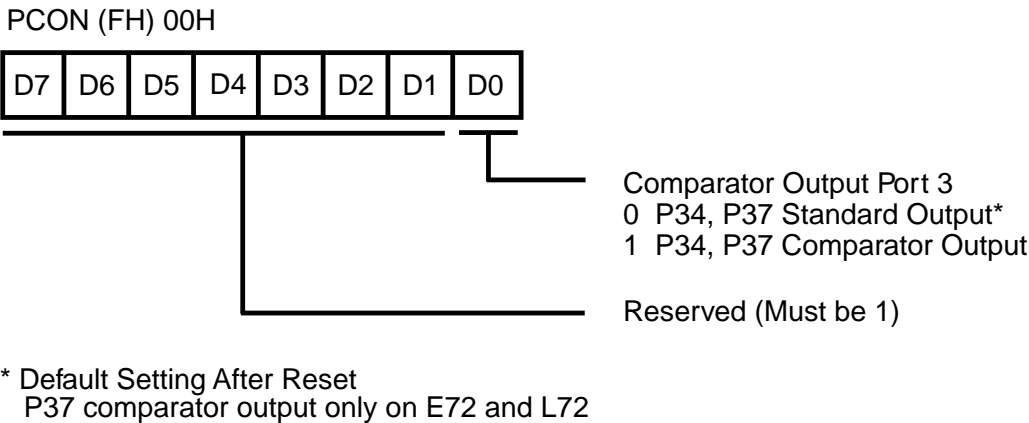 PCON (FH) 00H
D7 D6 D5 D4 D3 D2 D1 D0
Comparator Output Port 3
0 P34, P37 Standard Output*
1 P34, P37 Comparator Output
Reserved (Must be 1)
* Default Setting After Reset
P37 comparator output only on E72 and L72